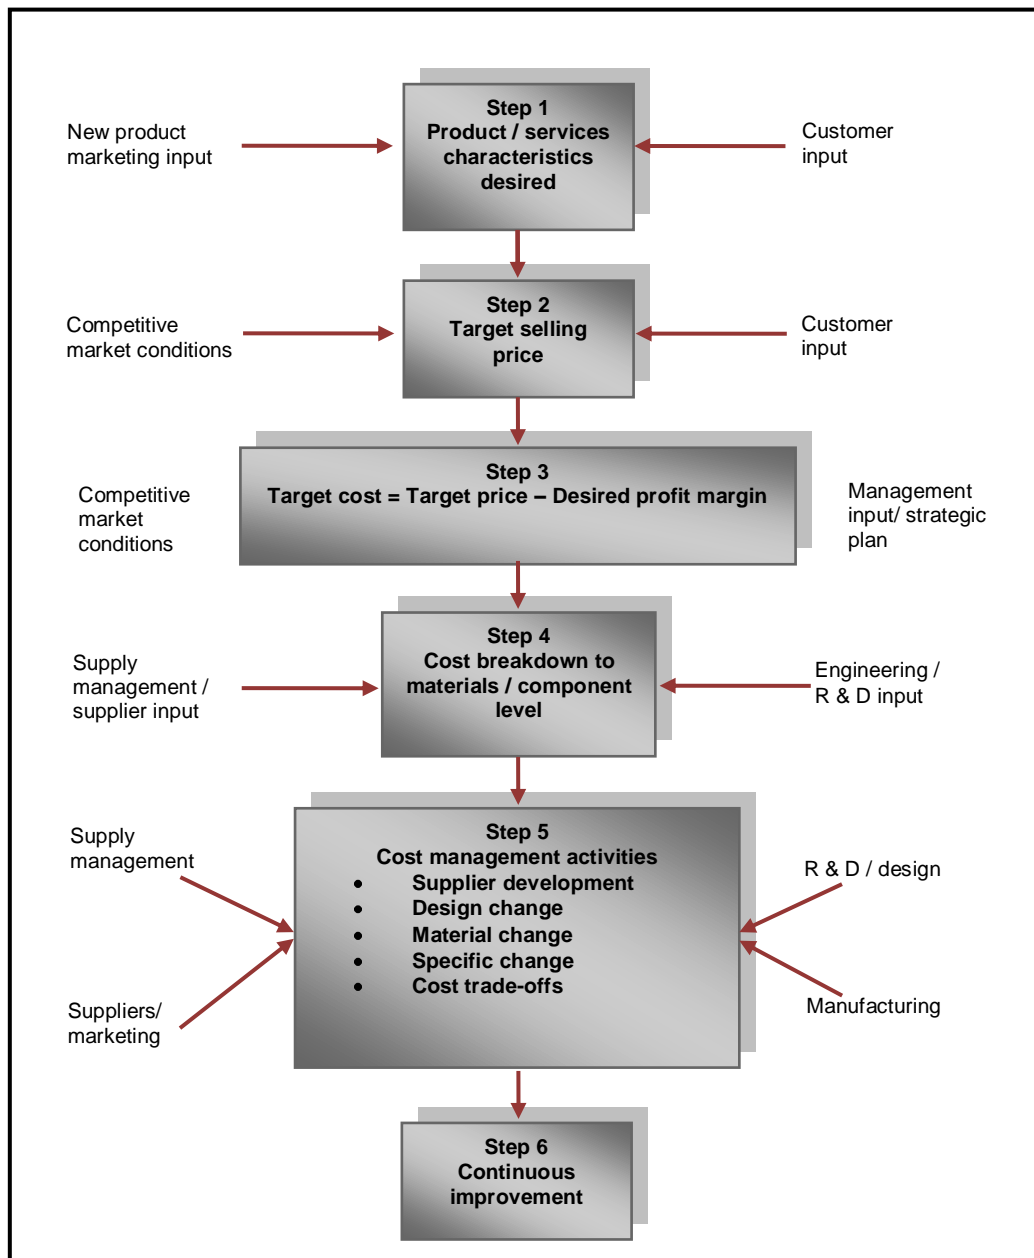 Step 1
Product / services
characteristics
desired
New product
marketing input
Customer
input
Step 2
Target selling
price
Competitive
market conditions
Customer
input
Step 3
Target cost = Target price – Desired profit margin
Competitive
market
conditions
Management
input/ strategic
plan
Step 4
Cost breakdown to
materials / component
level
Supply
management /
supplier input
Engineering /
R & D input
Step 5
Cost management activities
• Supplier development
• Design change
• Material change
• Specific change
• Cost trade-offs
Supply
management
Suppliers/
marketing
R & D / design
Manufacturing
Step 6
Continuous
improvement